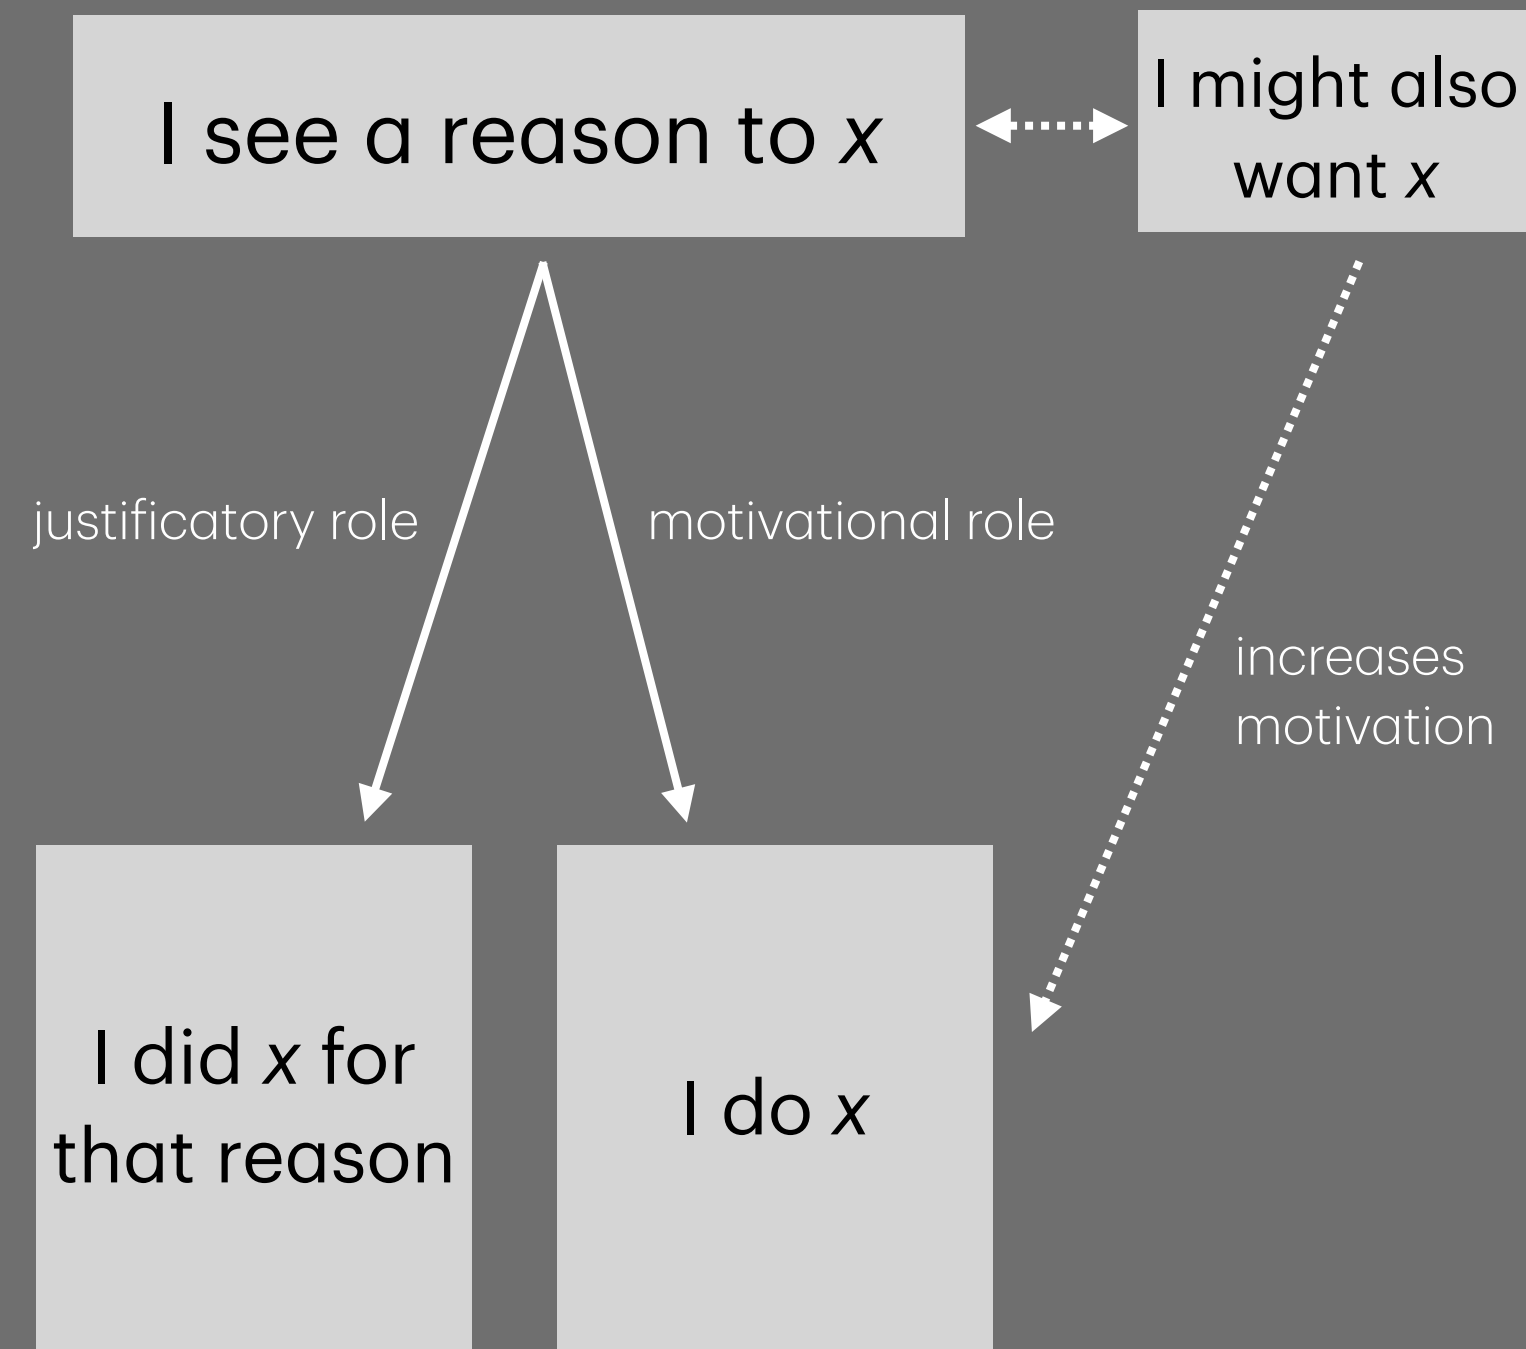 I see a reason to x
I might also
want x
justificatory role
motivational role
increases
motivation
I did x for
that reason
I do x